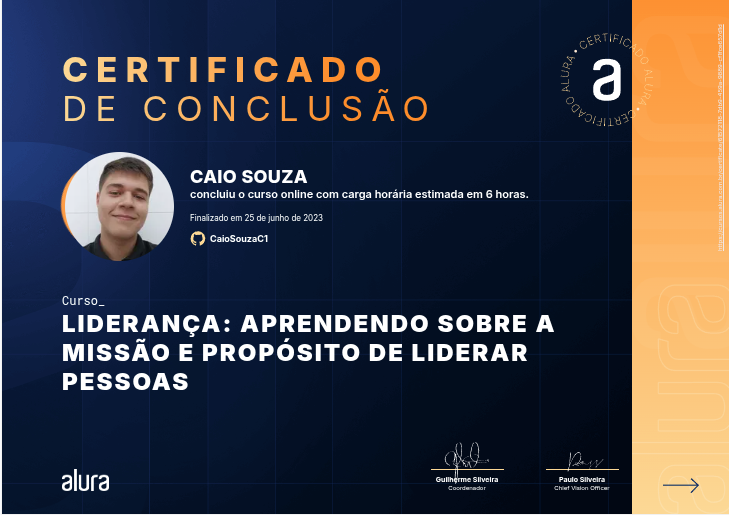 CERTIFICADO
DE CONCLUSÃO
CERTIFICADO ALURA • CERTIFICADO ALURA •
a
CAIO SOUZA
concluiu o curso online com carga horária estimada em 6 horas.
Finalizado em 25 de junho de 2023
CaioSouzaC1
Curso_
LIDERANÇA: APRENDENDO SOBRE A
MISSÃO E PROPÓSITO DE LIDERAR
PESSOAS
alura
Guilherme Silveira
Coordenador
Paulo Silveira
Chief Vision Officer
alura